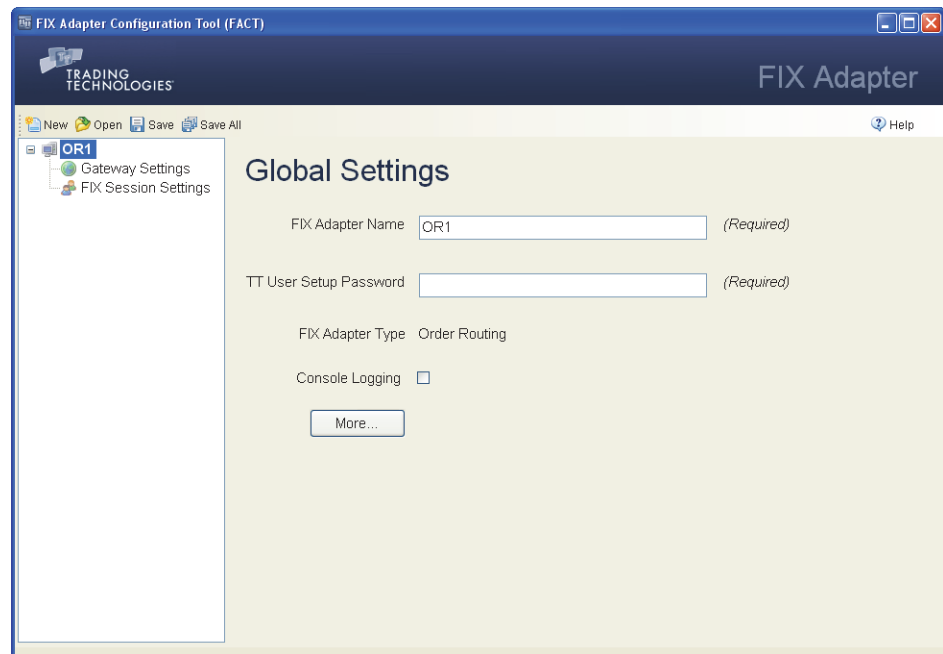 FIX Adapter Configuration Tool (FACT)
TRADING
TECHNOLOGIES
FIX Adapter
New Open Save Save All Help
OR1
Gateway Settings
FIX Session Settings
Global Settings
FIX Adapter Name OR1 (Required)
TT User Setup Password (Required)
FIX Adapter Type Order Routing
Console Logging
More...